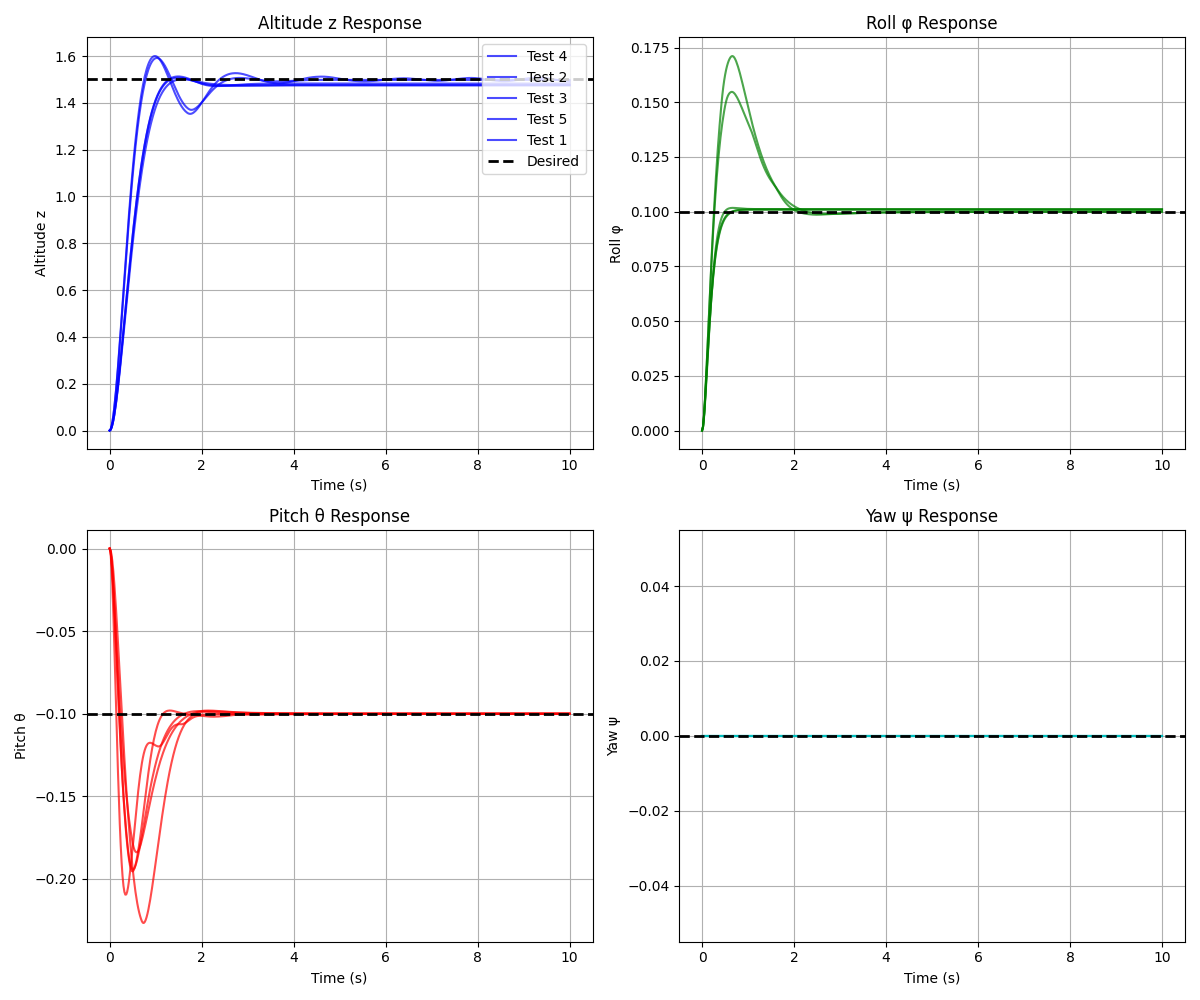 Altitude z Response
Altitude z
1.6
1.4
1.2
1.0
0.8
0.6
0.4
0.2
0.0
0 2 4 6 8 10
Time (s)
Test 4
Test 2
Test 3
Test 5
Test 1
Desired
Roll φ Response
Roll φ
0.175
0.150
0.125
0.100
0.075
0.050
0.025
0.000
0 2 4 6 8 10
Time (s)
Pitch θ Response
Pitch θ
0.00
−0.05
−0.10
−0.15
−0.20
0 2 4 6 8 10
Time (s)
Yaw ψ Response
Yaw ψ
0.04
0.02
0.00
−0.02
−0.04
0 2 4 6 8 10
Time (s)